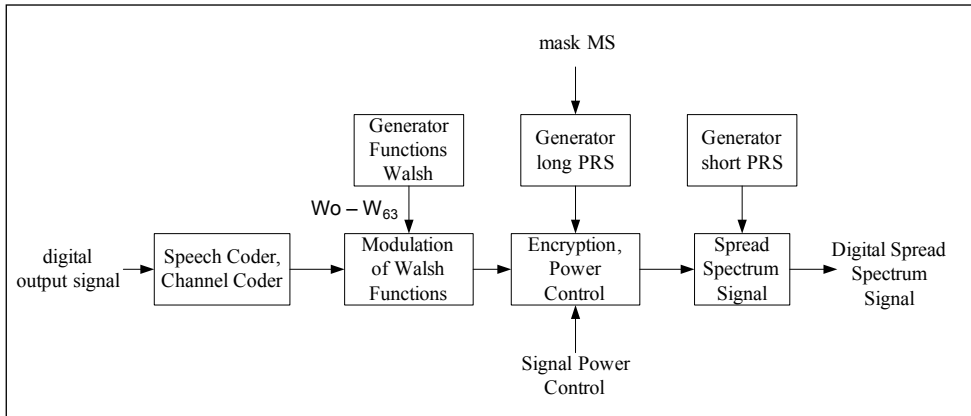 mask MS
Generator
Functions
Walsh
Generator
long PRS
Generator
short PRS
Wo – W63
digital
output signal
Speech Coder,
Channel Coder
Modulation
of Walsh
Functions
Encryption,
Power
Control
Spread
Spectrum
Signal
Digital Spread
Spectrum
Signal
Signal Power
Control